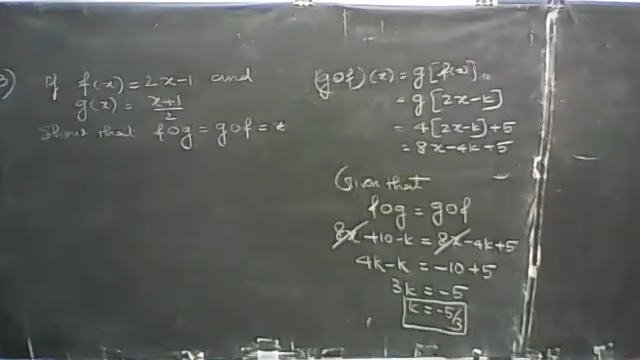 3) If f(x) = 2x-1 and
g(x) = x+1/2
Show that fog = gof = x
(gof)(x) = g[f(x)]
= g[2x-k]
= 4[2x-k]+5
= 8x-4k+5
Given that
fog = gof
8x+10-k = 8x-4k+5
4k-k = -10+5
3k = -5
k = -5/3